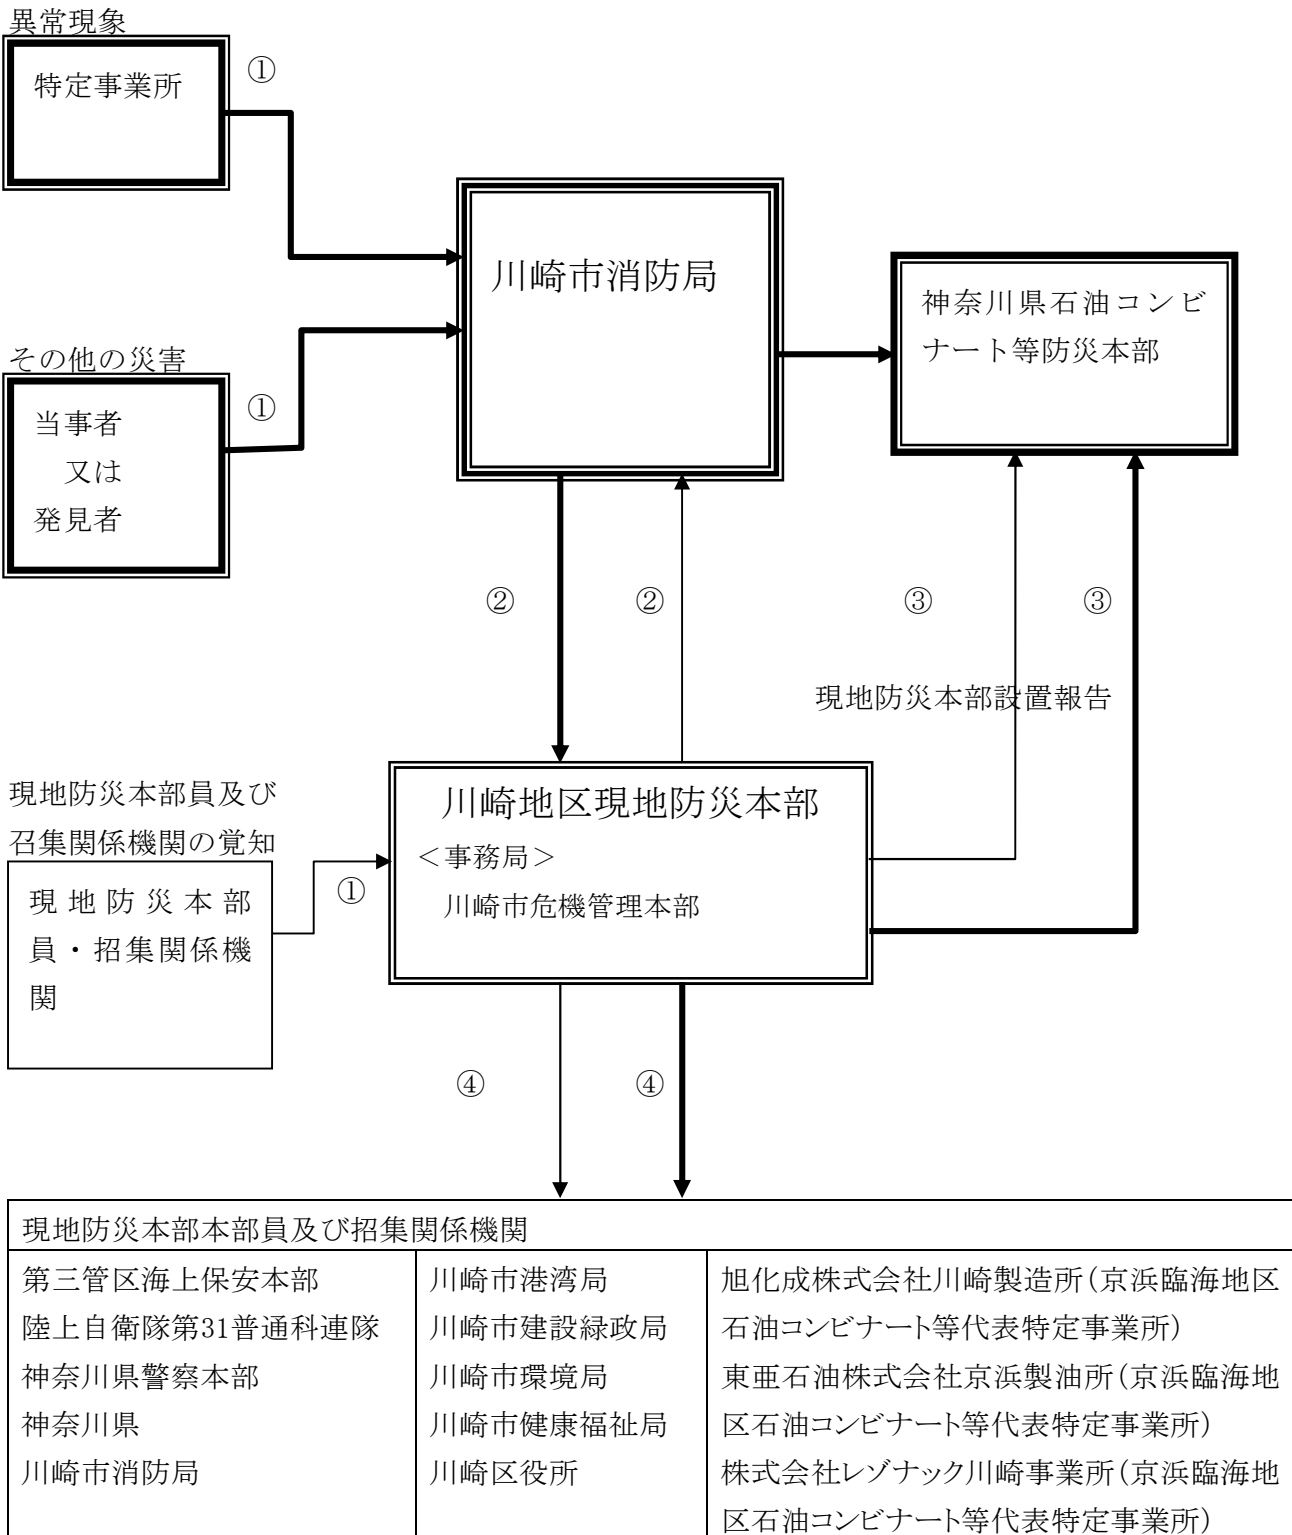 異常現象
特定事業所
①
川崎市消防局
神奈川県石油コンビ
ナート等防災本部
その他の災害
当事者
又は
発見者
①
②
②
③
③
現地防災本部設置報告
現地防災本部員及び
召集関係機関の覚知
現地防災本部
員・招集関係機
関
①
川崎地区現地防災本部
＜事務局＞
川崎市危機管理本部
④
④
現地防災本部本部員及び招集関係機関
第三管区海上保安本部
陸上自衛隊第31普通科連隊
神奈川県警察本部
神奈川県
川崎市消防局
川崎市港湾局
川崎市建設緑政局
川崎市環境局
川崎市健康福祉局
川崎区役所
旭化成株式会社川崎製造所(京浜臨海地区
石油コンビナート等代表特定事業所)
東亜石油株式会社京浜製油所(京浜臨海地
区石油コンビナート等代表特定事業所)
株式会社レゾナック川崎事業所(京浜臨海地
区石油コンビナート等代表特定事業所)